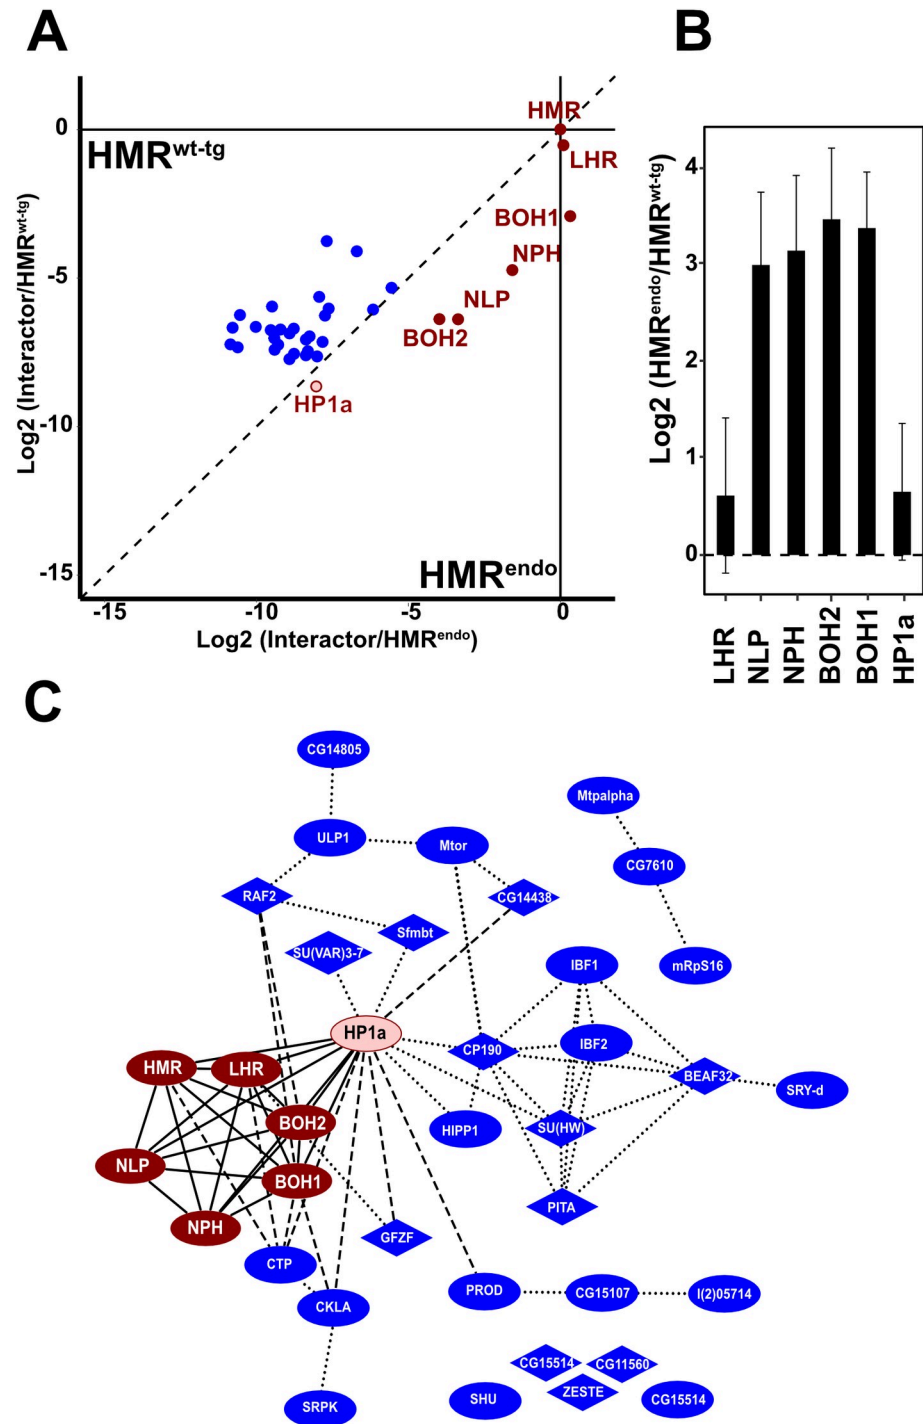 A
0
-5
-10
-15
Log2 (Interactor/HMRwt-tg)
HMRwt-tg
HMR
LHR
BOH1
NPH
NLP
BOH2
HP1a
HMRendo
-15
-10
-5
0
Log2 (Interactor/HMRendo)
B
Log2 (HMRendo/HMRwt-tg)
4
3
2
1
0
LHR
NLP
NPH
BOH2
BOH1
HP1a
C
CG14805
Mtpalpha
ULP1
Mtor
CG7610
RAF2
CG14438
Sfmbt
SU(VAR)3-7
IBF1
mRpS16
HP1a
IBF2
CP190
HMR
LHR
BEAF32
SRY-d
BOH2
HIPP1
SU(HW)
NLP
BOH1
PITA
NPH
GFZF
CTP
PROD
CG15107
l(2)05714
CKLA
CG15514
CG11560
SHU
ZESTE
CG15514
SRPK